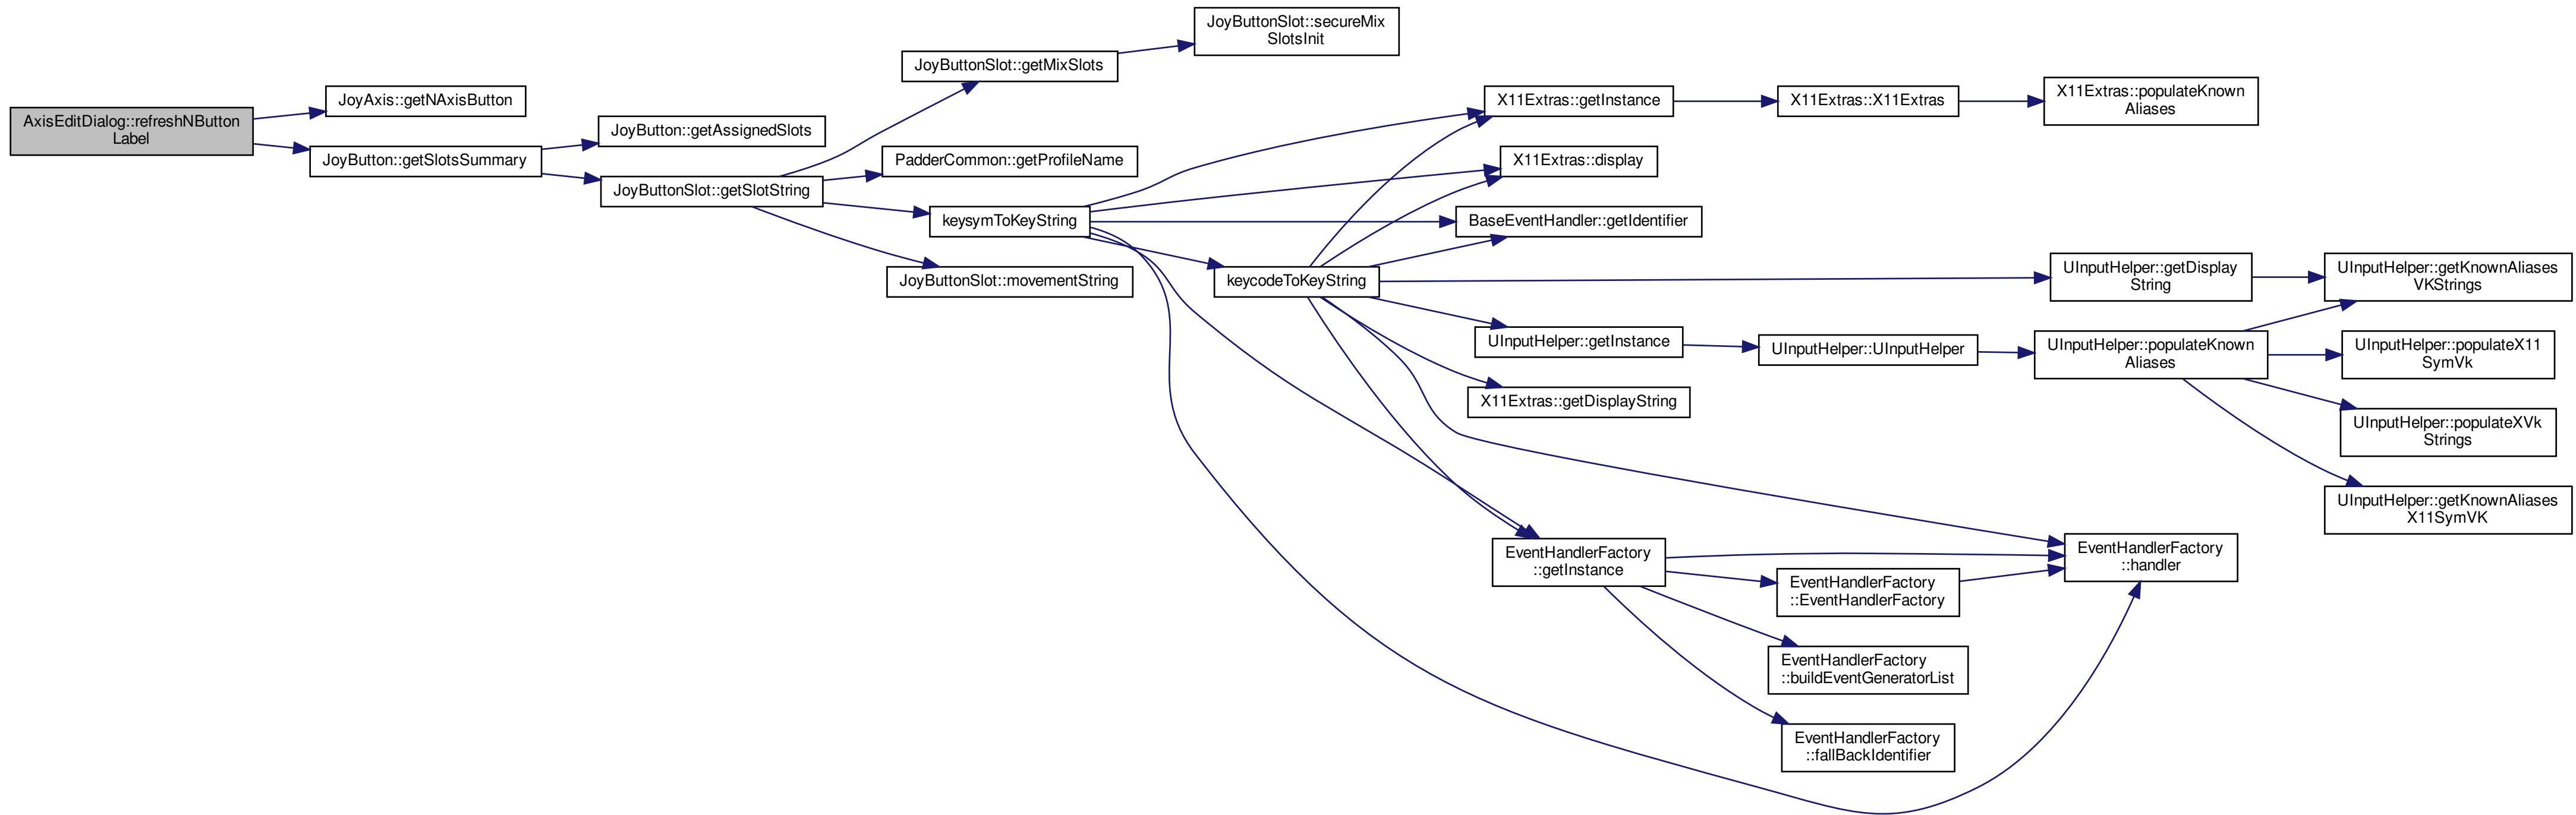 AxisEditDialog::refreshNButton
Label
JoyAxis::getNAxisButton
JoyButton::getSlotsSummary
JoyButton::getAssignedSlots
JoyButtonSlot::getSlotString
JoyButtonSlot::getMixSlots
JoyButtonSlot::secureMix
SlotsInit
PadderCommon::getProfileName
keysymToKeyString
JoyButtonSlot::movementString
keycodeToKeyString
X11Extras::getInstance
X11Extras::X11Extras
X11Extras::populateKnown
Aliases
X11Extras::display
BaseEventHandler::getIdentifier
UInputHelper::getDisplay
String
UInputHelper::getKnownAliases
VKStrings
UInputHelper::getInstance
UInputHelper::UInputHelper
UInputHelper::populateKnown
Aliases
UInputHelper::populateX11
SymVk
X11Extras::getDisplayString
UInputHelper::populateXVk
Strings
UInputHelper::getKnownAliases
X11SymVK
EventHandlerFactory
::getInstance
EventHandlerFactory
::handler
EventHandlerFactory
::EventHandlerFactory
EventHandlerFactory
::buildEventGeneratorList
EventHandlerFactory
::fallBackIdentifier